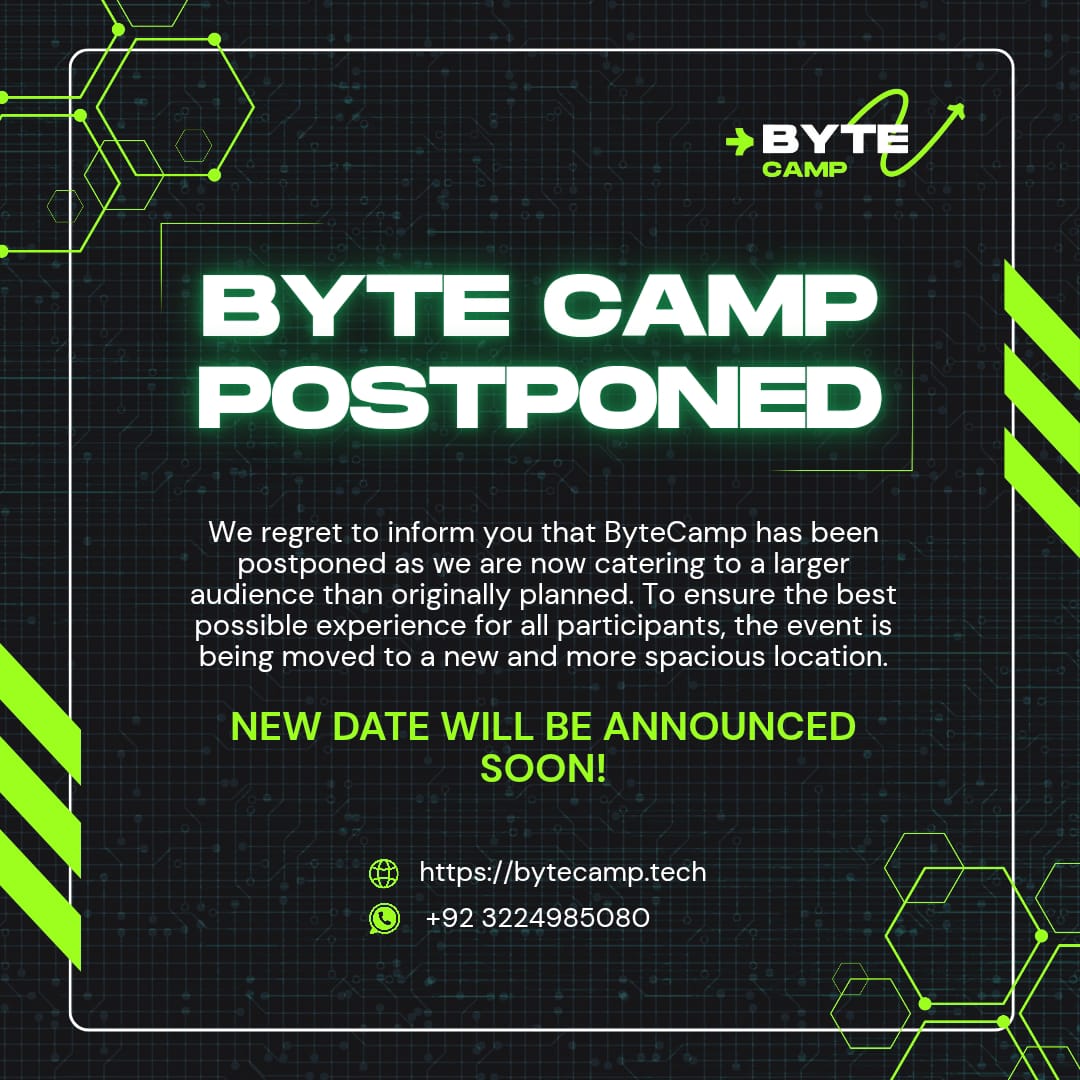 BYTE
CAMP
BYTE CAMP
POSTPONED
We regret to inform you that ByteCamp has been
postponed as we are now catering to a larger
audience than originally planned. To ensure the best
possible experience for all participants, the event is
being moved to a new and more spacious location.
NEW DATE WILL BE ANNOUNCED
SOON!
https://bytecamp.tech
+92 3224985080